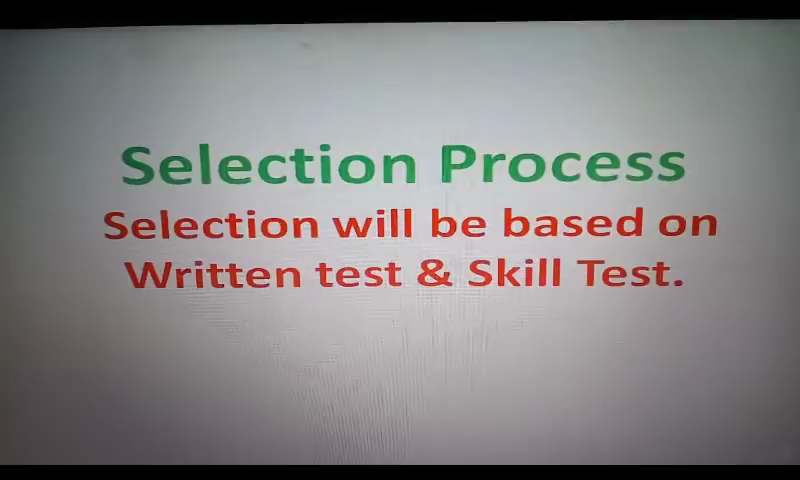 Selection Process
Selection will be based on
Written test & Skill Test.